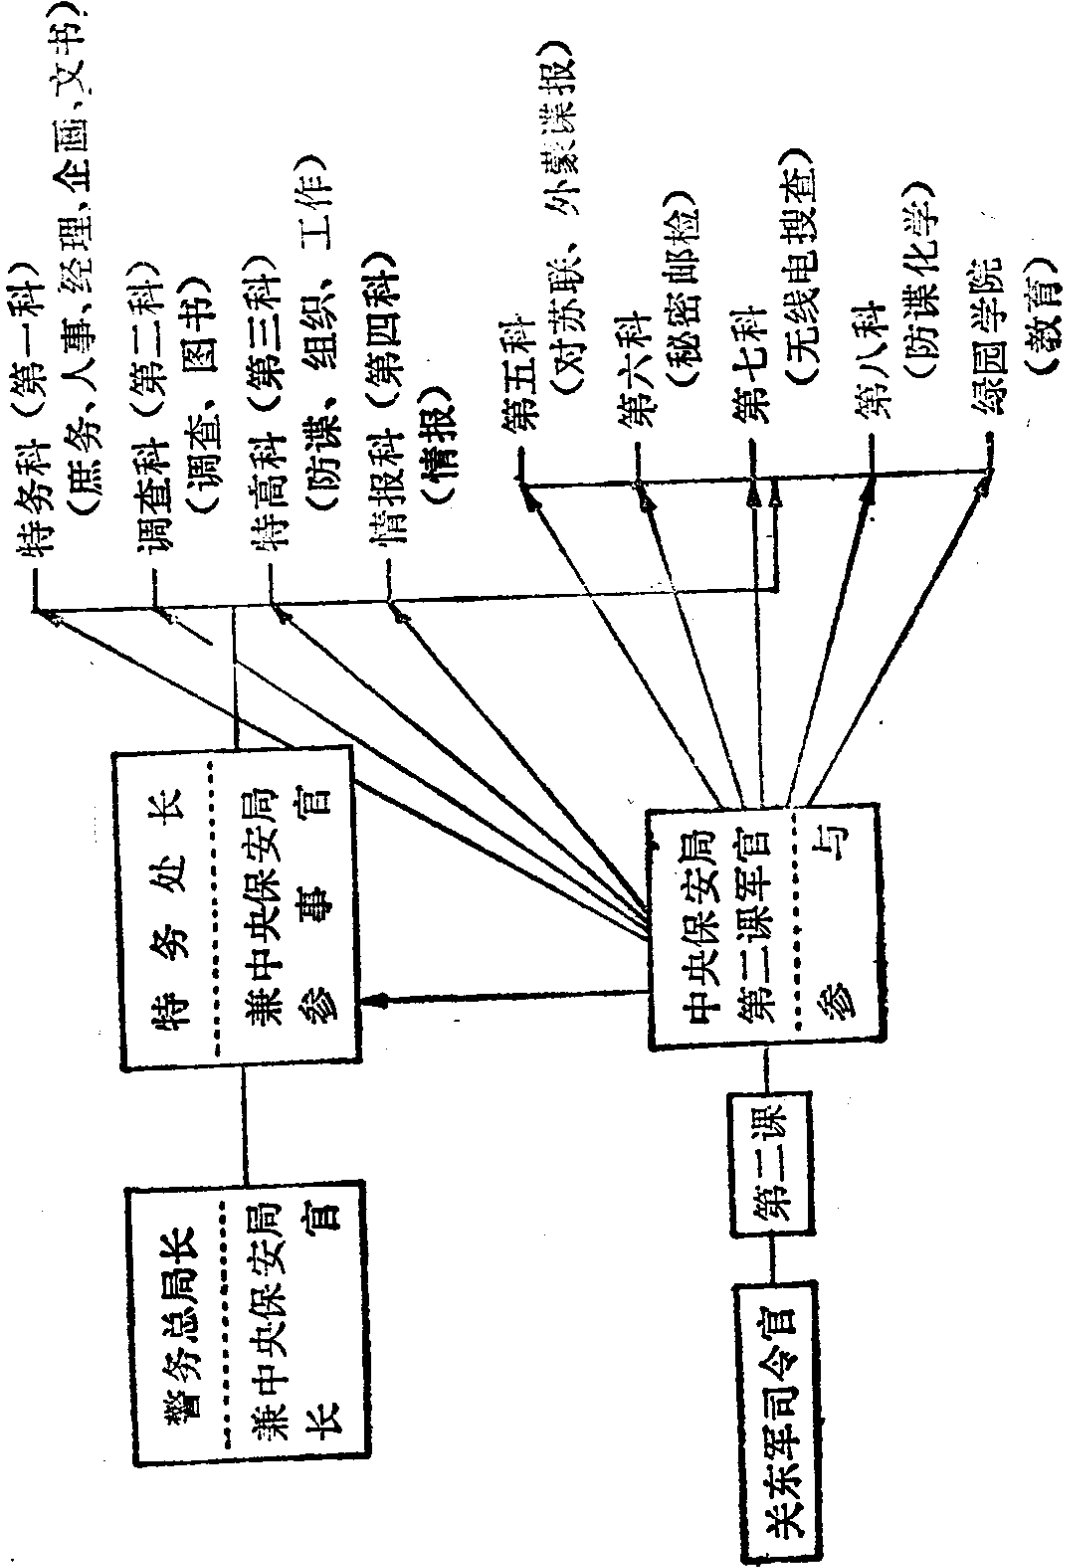 警务总局长
兼中央保安局
长官
特务处长
兼中央保安局
参事官
特务科（第一科）
（庶务、人事、经理、企画、文书）
调查科（第二科）
（调查、图书）
特高科（第三科）
（防谍、组织、工作）
情报科（第四科）
（情报）
关东军司令官
第二课
中央保安局
第二课军官
参与
第五科
（对苏联、外蒙谍报）
第六科
（秘密邮检）
第七科
（无线电搜查）
第八科
（防谍化学）
绿园学院
（教育）